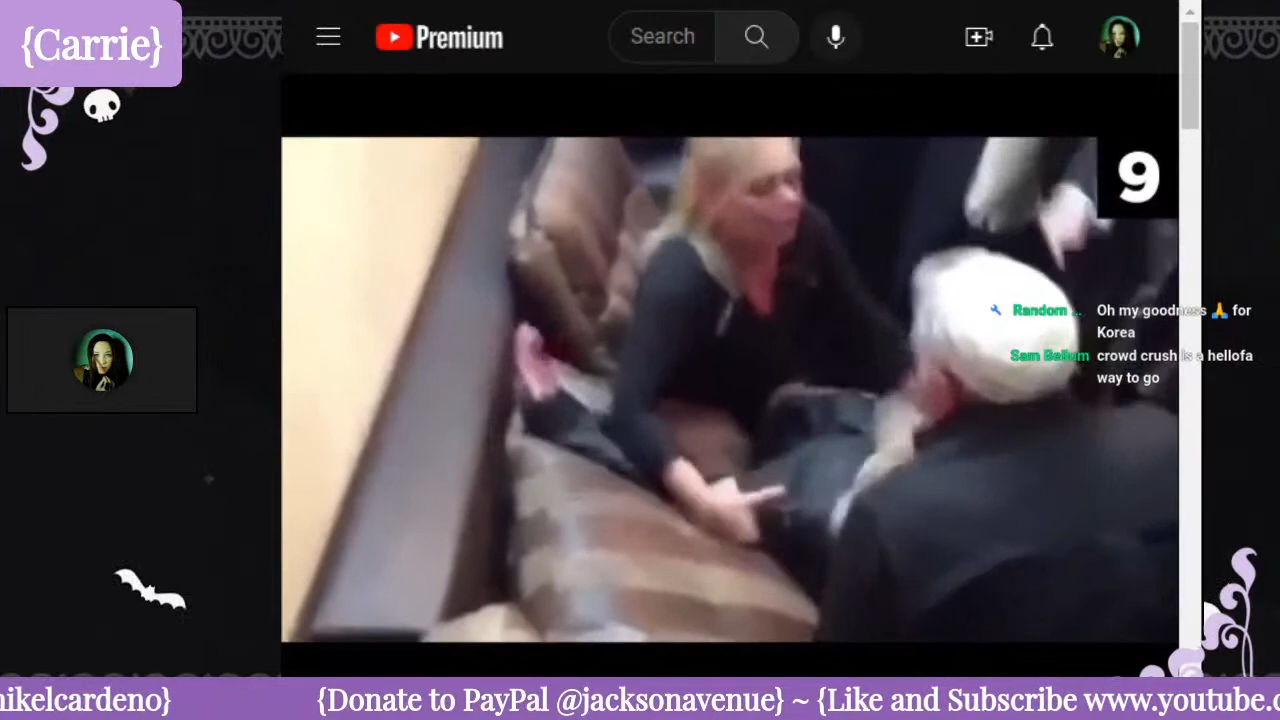 {Carrie}
Premium
Search
9
Random ... Oh my goodness 🙏 for
Korea
Sam Bellum crowd crush is a hellofa
way to go
nikelcardeno} {Donate to PayPal @jacksonavenue} ~ {Like and Subscribe www.youtube.c